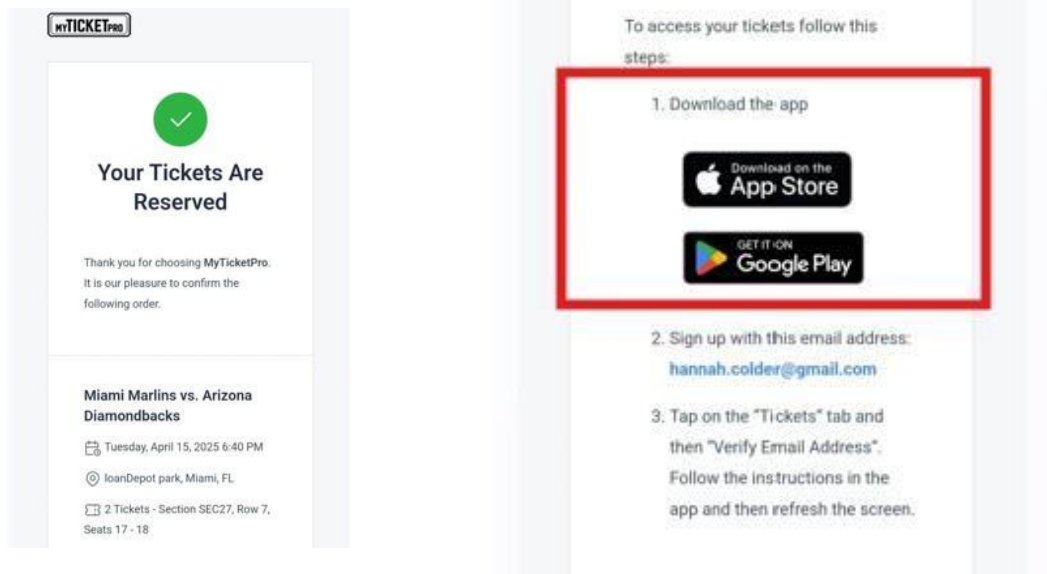 MYTICKETPRO
Your Tickets Are
Reserved
Thank you for choosing MyTicketPro.
It is our pleasure to confirm the
following order.
Miami Marlins vs. Arizona
Diamondbacks
Tuesday, April 15, 2025 6:40 PM
loanDepot park, Miami, FL
2 Tickets - Section SEC27, Row 7,
Seats 17 - 18
To access your tickets follow this
steps:
1. Download the app
Download on the
App Store
GET IT ON
Google Play
2. Sign up with this email address:
hannah.colder@gmail.com
3. Tap on the "Tickets" tab and
then "Verify Email Address".
Follow the instructions in the
app and then refresh the screen.